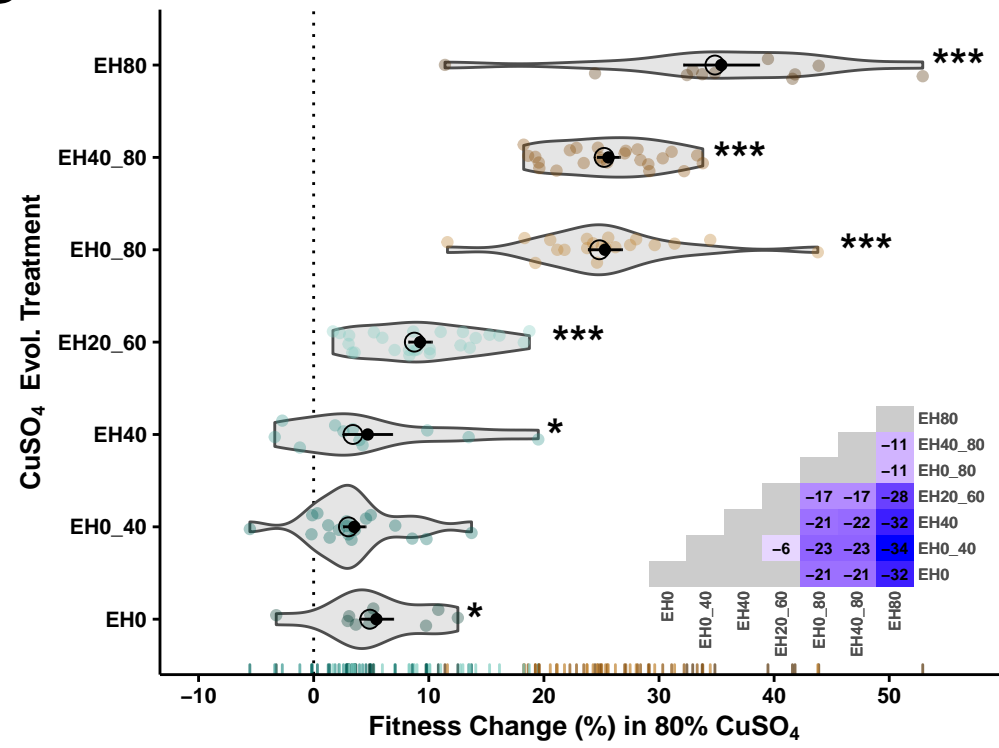 EH80
***
EH40_80
***
EH0_80
***
EH20_60
***
EH40
*
EH0_40
EH0
*
CuSO₄ Evol. Treatment
EH80
−11 EH40_80
−11 EH0_80
−17 −17 −28 EH20_60
−21 −22 −32 EH40
−6 −23 −23 −34 EH0_40
−21 −21 −32 EH0
EH0 EH0_40 EH40 EH20_60 EH0_80 EH40_80 EH80
−10 0 10 20 30 40 50
Fitness Change (%) in 80% CuSO₄